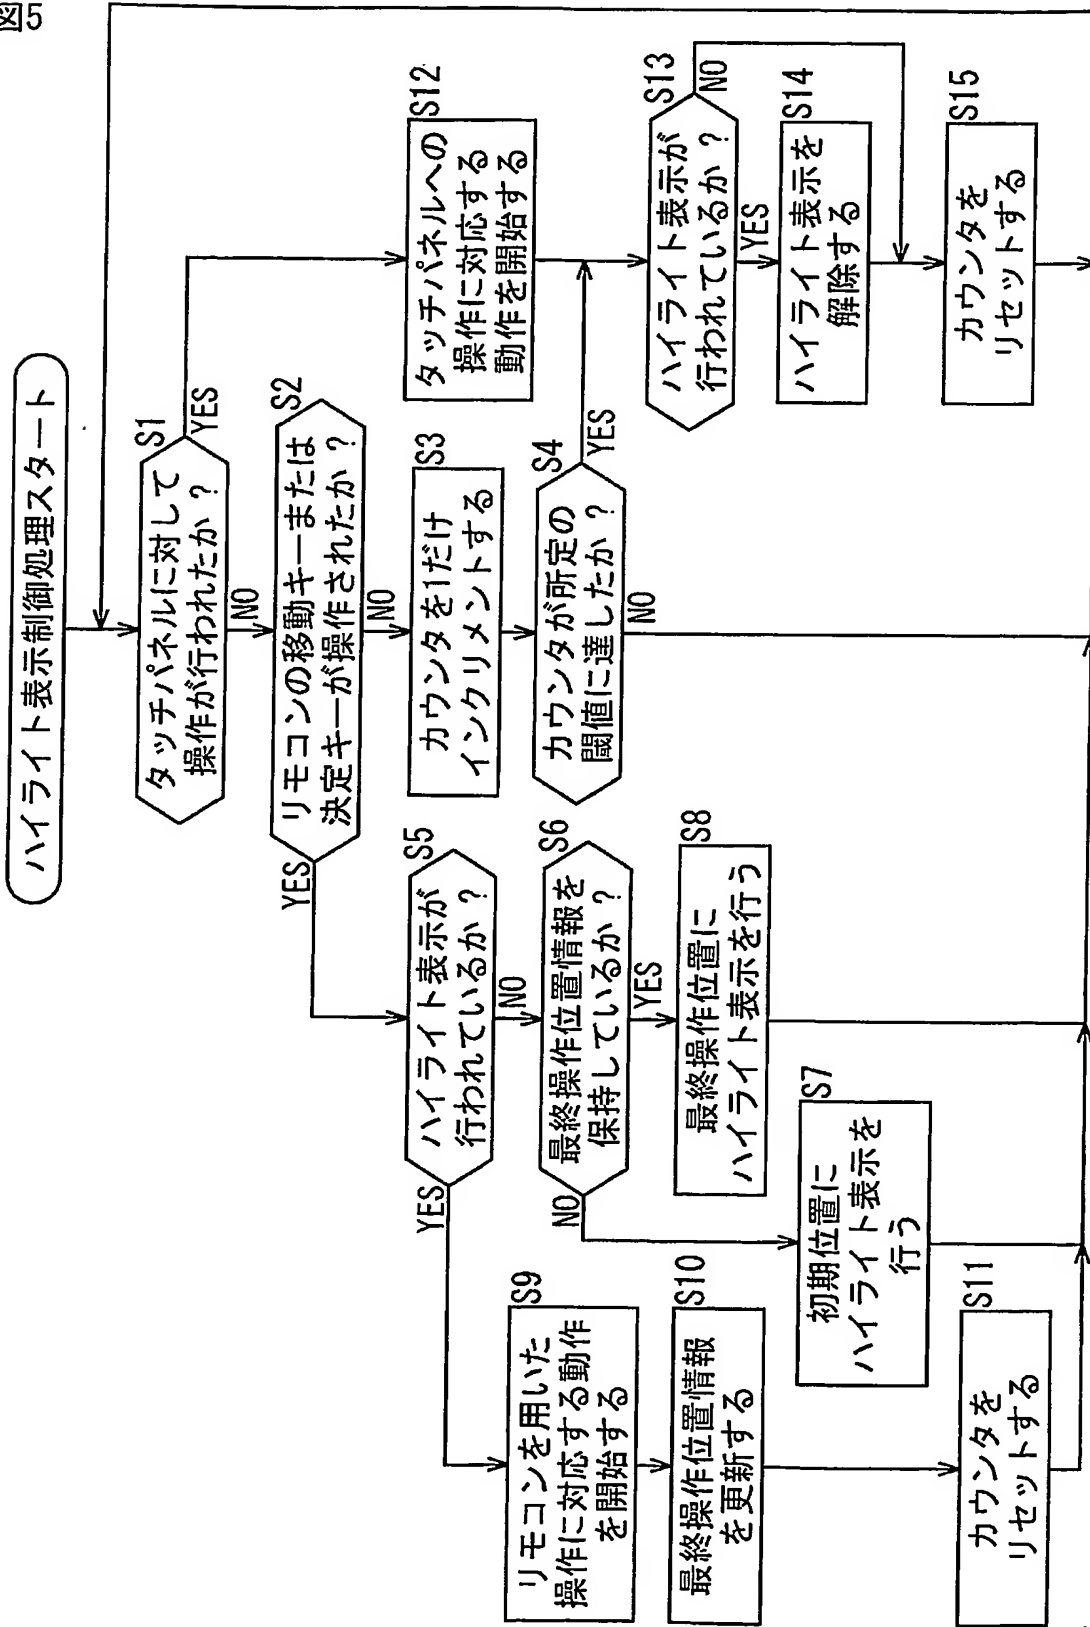 図5
ハイライト表示制御処理スタート
S1
タッチパネルに対して
操作が行われたか？
YES
NO
S2
リモコンの移動キーまたは
決定キーが操作されたか？
YES
NO
S3
カウンタを1だけ
インクリメントする
S4
カウンタが所定の
閾値に達したか？
YES
NO
S5
ハイライト表示が
行われているか？
YES
NO
S6
最終操作位置情報を
保持しているか？
NO
YES
S8
最終操作位置に
ハイライト表示を行う
S7
初期位置に
ハイライト表示を
行う
S9
リモコンを用いた
操作に対応する動作
を開始する
S10
最終操作位置情報
を更新する
S11
カウンタを
リセットする
S12
タッチパネルへの
操作に対応する
動作を開始する
S13
ハイライト表示が
行われているか？
NO
YES
S14
ハイライト表示を
解除する
S15
カウンタを
リセットする